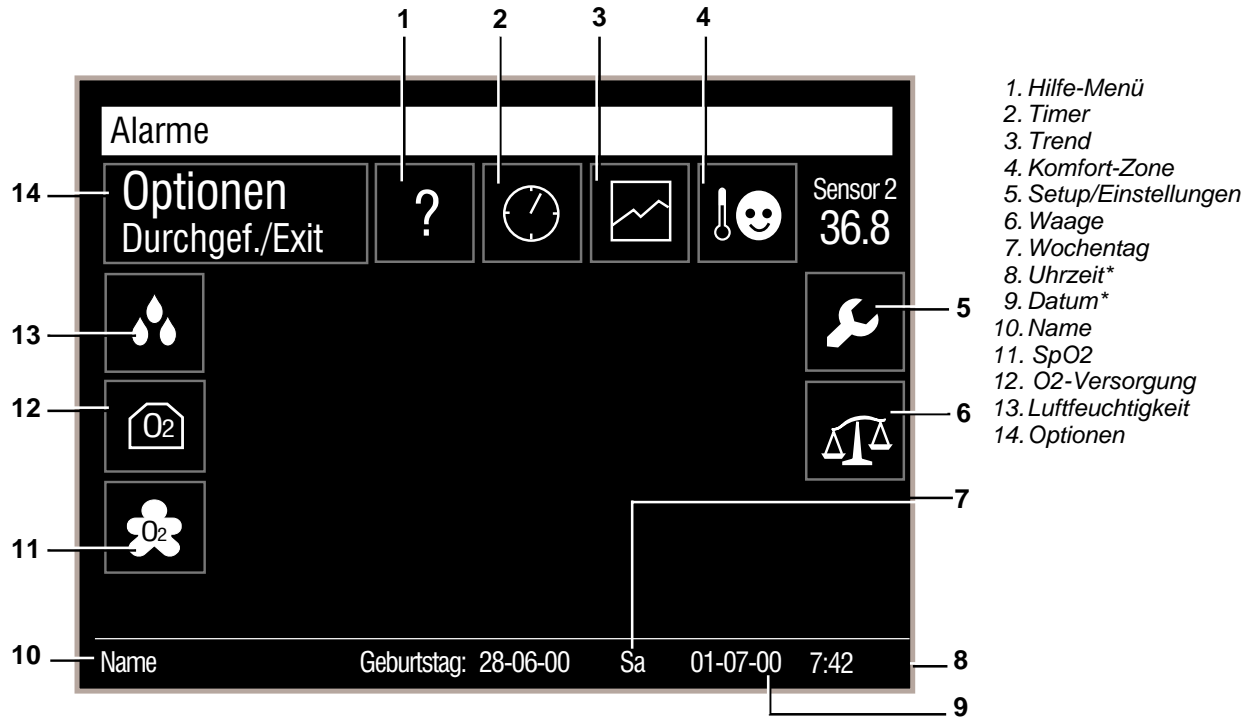 1
2
3
4
Alarme
14
Optionen
Durchgef./Exit
?
Sensor 2
36.8
13
5
12
O2
6
11
O2
7
10
Name Geburtstag: 28-06-00 Sa 01-07-00 7:42
8
9
1. Hilfe-Menü
2. Timer
3. Trend
4. Komfort-Zone
5. Setup/Einstellungen
6. Waage
7. Wochentag
8. Uhrzeit*
9. Datum*
10. Name
11. SpO2
12. O2-Versorgung
13. Luftfeuchtigkeit
14. Optionen